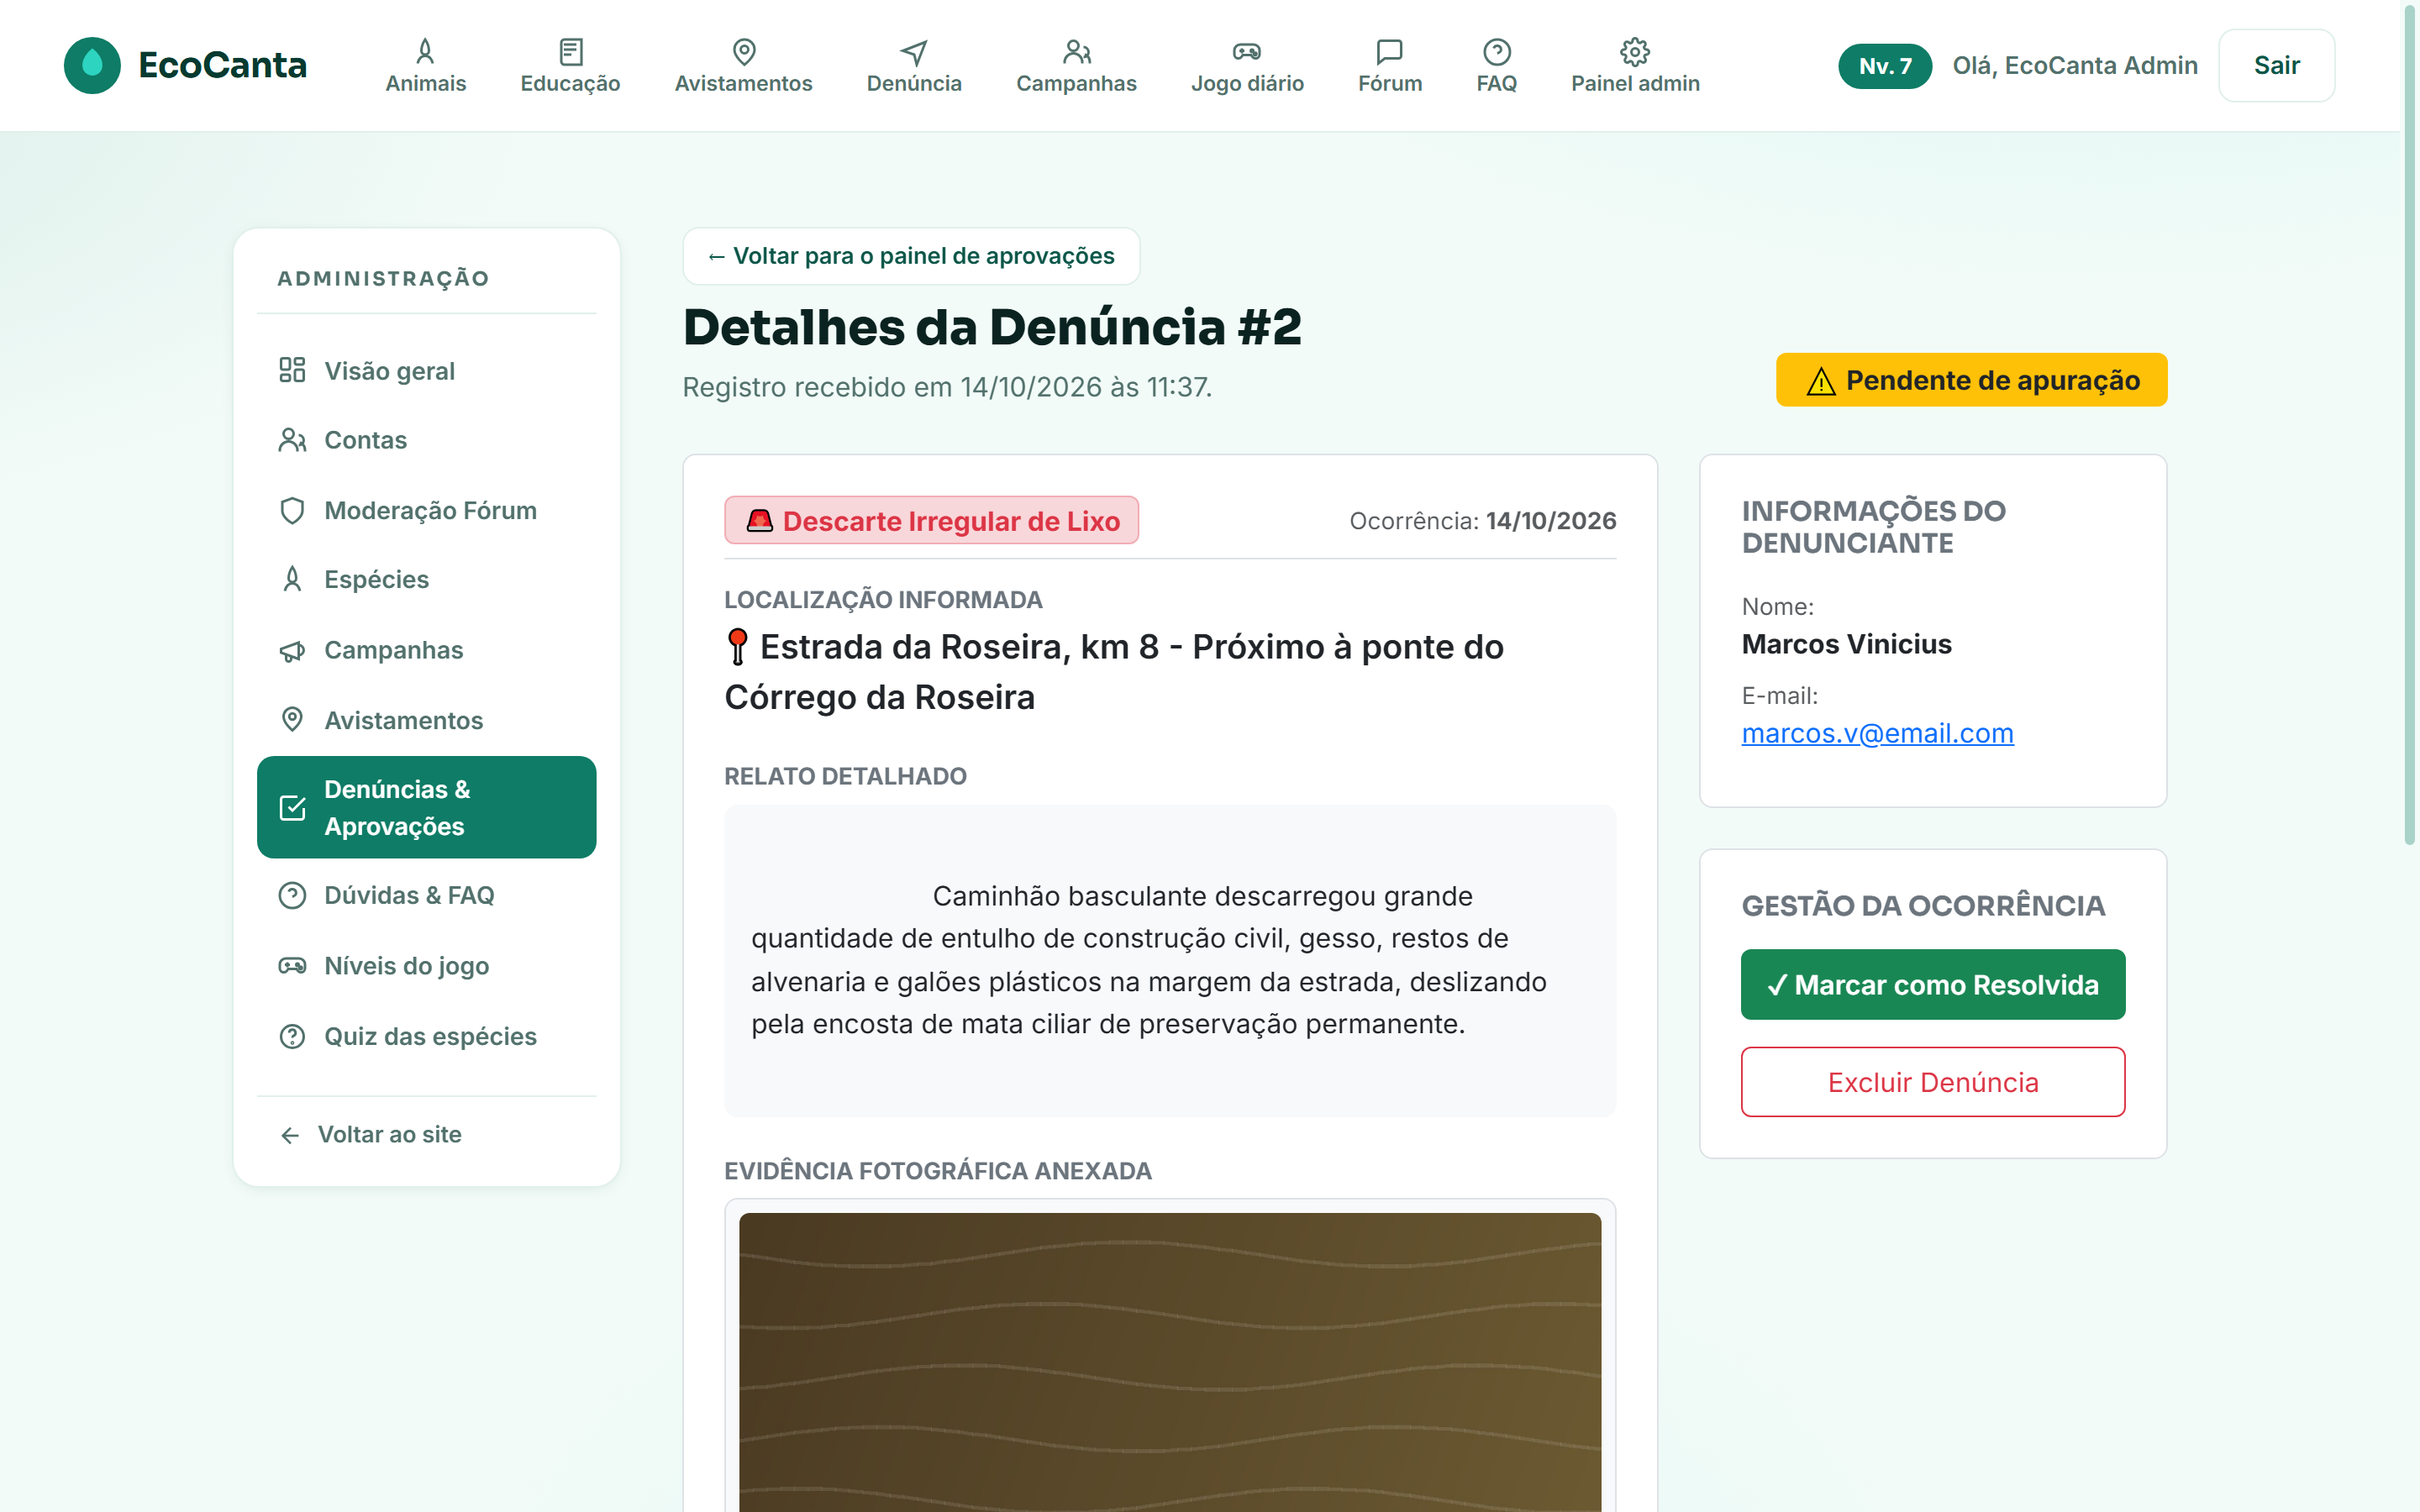 EcoCanta
Animais
Educação
Avistamentos
Denúncia
Campanhas
Jogo diário
Fórum
FAQ
Painel admin
Nv. 7
Olá, EcoCanta Admin
Sair
ADMINISTRAÇÃO
Visão geral
Contas
Moderação Fórum
Espécies
Campanhas
Avistamentos
Denúncias &
Aprovações
Dúvidas & FAQ
Níveis do jogo
Quiz das espécies
← Voltar ao site
← Voltar para o painel de aprovações
Detalhes da Denúncia #2
Registro recebido em 14/10/2026 às 11:37.
⚠ Pendente de apuração
🚨 Descarte Irregular de Lixo
Ocorrência: 14/10/2026
LOCALIZAÇÃO INFORMADA
📍 Estrada da Roseira, km 8 - Próximo à ponte do
Córrego da Roseira
RELATO DETALHADO
Caminhão basculante descarregou grande
quantidade de entulho de construção civil, gesso, restos de
alvenaria e galões plásticos na margem da estrada, deslizando
pela encosta de mata ciliar de preservação permanente.
EVIDÊNCIA FOTOGRÁFICA ANEXADA
INFORMAÇÕES DO
DENUNCIANTE
Nome:
Marcos Vinicius
E-mail:
marcos.v@email.com
GESTÃO DA OCORRÊNCIA
✓ Marcar como Resolvida
Excluir Denúncia